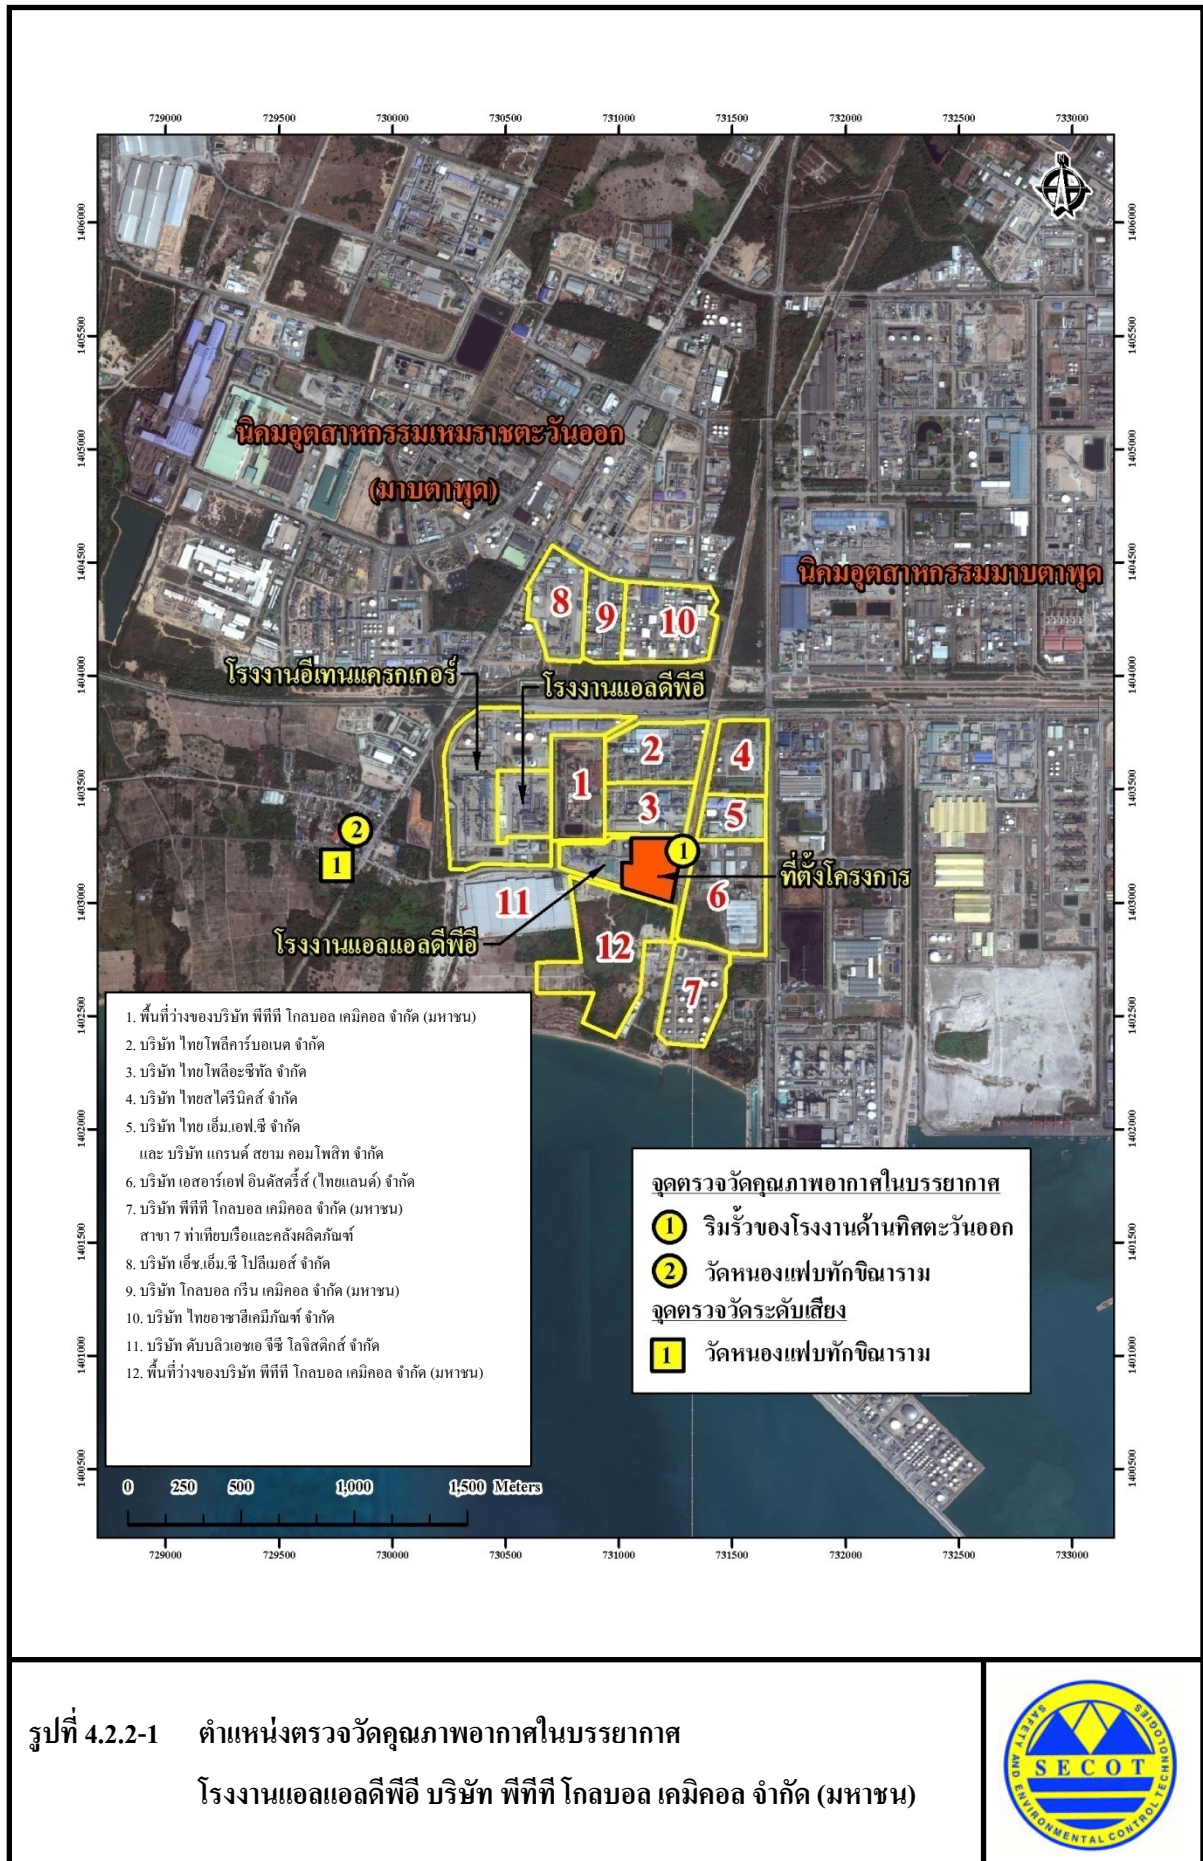 729000 729500 730000 730500 731000 731500 732000 732500 733000
1406000
1405500
1405000
1404500
1404000
1403500
1403000
1402500
1402000
1401500
1401000
1400500
1406000
1405500
1405000
1404500
1404000
1403500
1403000
1402500
1402000
1401500
1401000
1400500
N
นิคมอุตสาหกรรมเหมราชตะวันออก
(มาบตาพุด)
นิคมอุตสาหกรรมมาบตาพุด
8
9
10
โรงงานอีเทนแครกเกอร์
โรงงานแอลดีพีอี
2
4
1
3
5
2
1
1
ที่ตั้งโครงการ
6
11
โรงงานแอลแอลดีพีอี
12
7
1. พื้นที่ว่างของบริษัท พีทีที โกลบอล เคมิคอล จำกัด (มหาชน)
2. บริษัท ไทยโพลีคาร์บอเนต จำกัด
3. บริษัท ไทยโพลีอะซีทัล จำกัด
4. บริษัท ไทยสไตรีนิคส์ จำกัด
5. บริษัท ไทย เอ็ม.เอฟ.ซี จำกัด
และ บริษัท แกรนด์ สยาม คอมโพสิท จำกัด
6. บริษัท เอสอาร์เอฟ อินดัสตรี้ส์ (ไทยแลนด์) จำกัด
7. บริษัท พีทีที โกลบอล เคมิคอล จำกัด (มหาชน)
สาขา 7 ท่าเทียบเรือและคลังผลิตภัณฑ์
8. บริษัท เอ็ช.เอ็ม.ซี โปลีเมอส์ จำกัด
9. บริษัท โกลบอล กรีน เคมิคอล จำกัด (มหาชน)
10. บริษัท ไทยอาซาฮีเคมีภัณฑ์ จำกัด
11. บริษัท ดับบลิวเอชเอ จีซี โลจิสติกส์ จำกัด
12. พื้นที่ว่างของบริษัท พีทีที โกลบอล เคมิคอล จำกัด (มหาชน)
จุดตรวจวัดคุณภาพอากาศในบรรยากาศ
1 ริมรั้วของโรงงานด้านทิศตะวันออก
2 วัดหนองแฟบทักขิณาราม
จุดตรวจวัดระดับเสียง
1 วัดหนองแฟบทักขิณาราม
0 250 500 1,000 1,500 Meters
729000 729500 730000 730500 731000 731500 732000 732500 733000
รูปที่ 4.2.2-1 ตำแหน่งตรวจวัดคุณภาพอากาศในบรรยากาศ
โรงงานแอลแอลดีพีอี บริษัท พีทีที โกลบอล เคมิคอล จำกัด (มหาชน)
SAFETY AND ENVIRONMENTAL CONTROL TECHNOLOGIES
SECOT